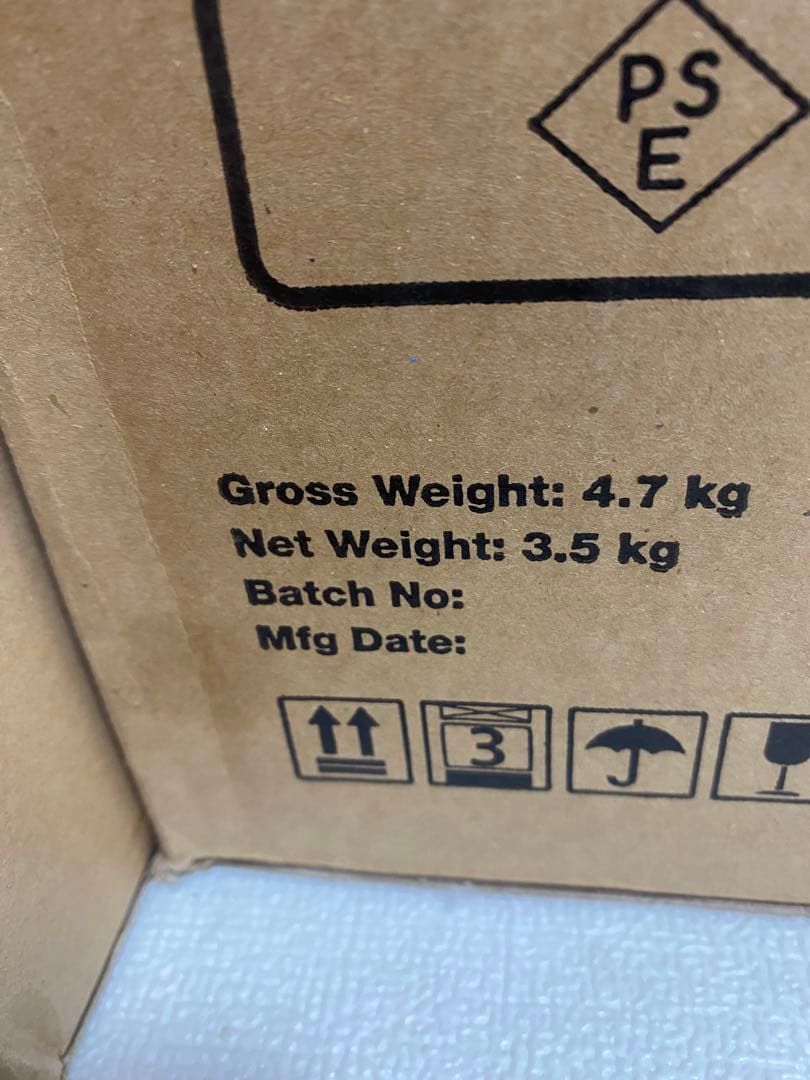 PS
E
Gross Weight: 4.7 kg
Net Weight: 3.5 kg
Batch No:
Mfg Date:
3